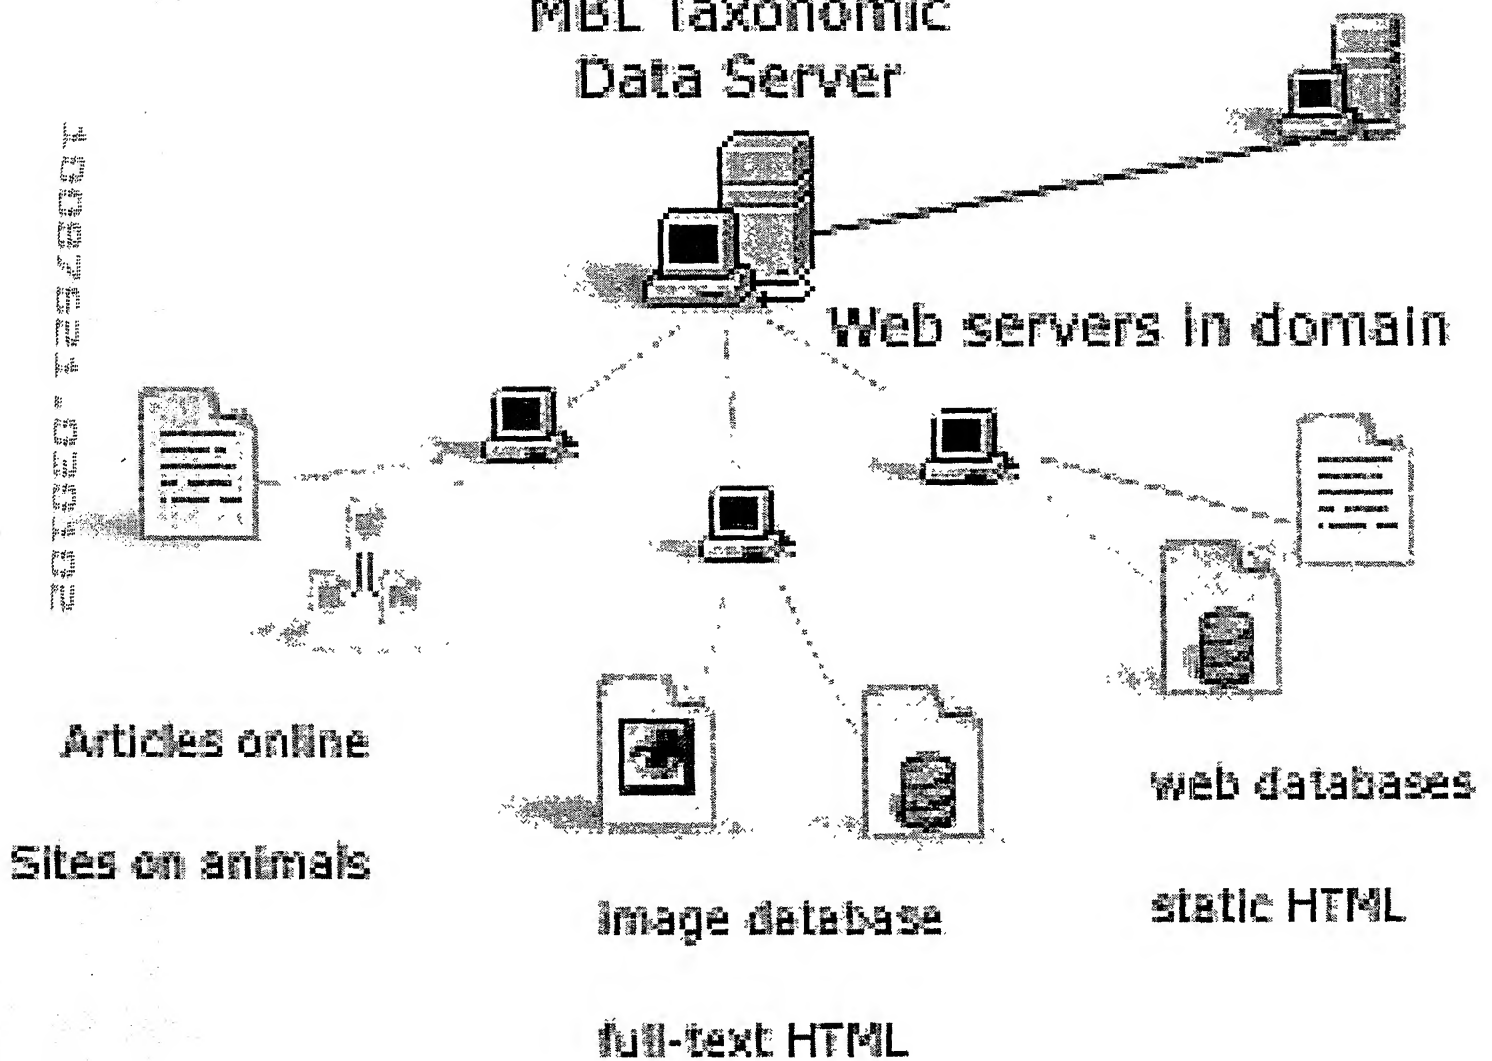 MBL Taxonomic
Data Server
Web servers in domain
Articles online
web databases
Sites on animals
Image database
static HTML
full-text HTML